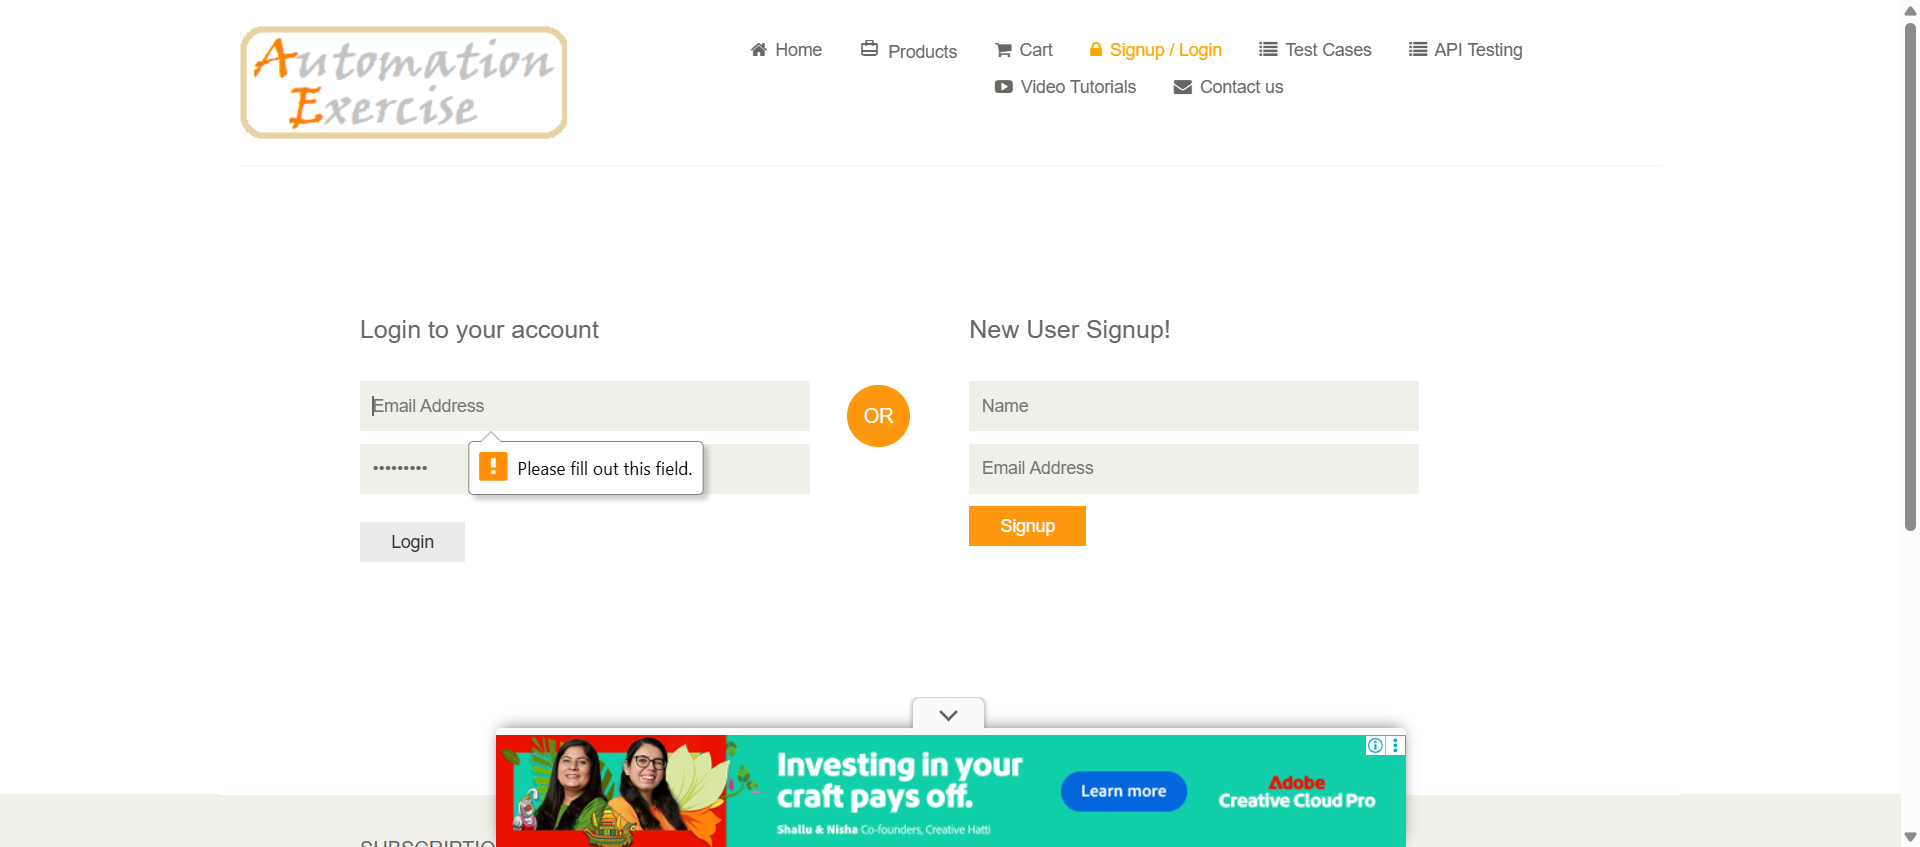 Automation
Exercise
Home
Products
Cart
Signup / Login
Test Cases
API Testing
Video Tutorials
Contact us
Login to your account
New User Signup!
Email Address
OR
Name
•••••••••
Please fill out this field.
Email Address
Login
Signup
Investing in your
craft pays off.
Shallu & Nisha Co-founders, Creative Hatti
Learn more
Adobe
Creative Cloud Pro
SUBSCRIPTIO